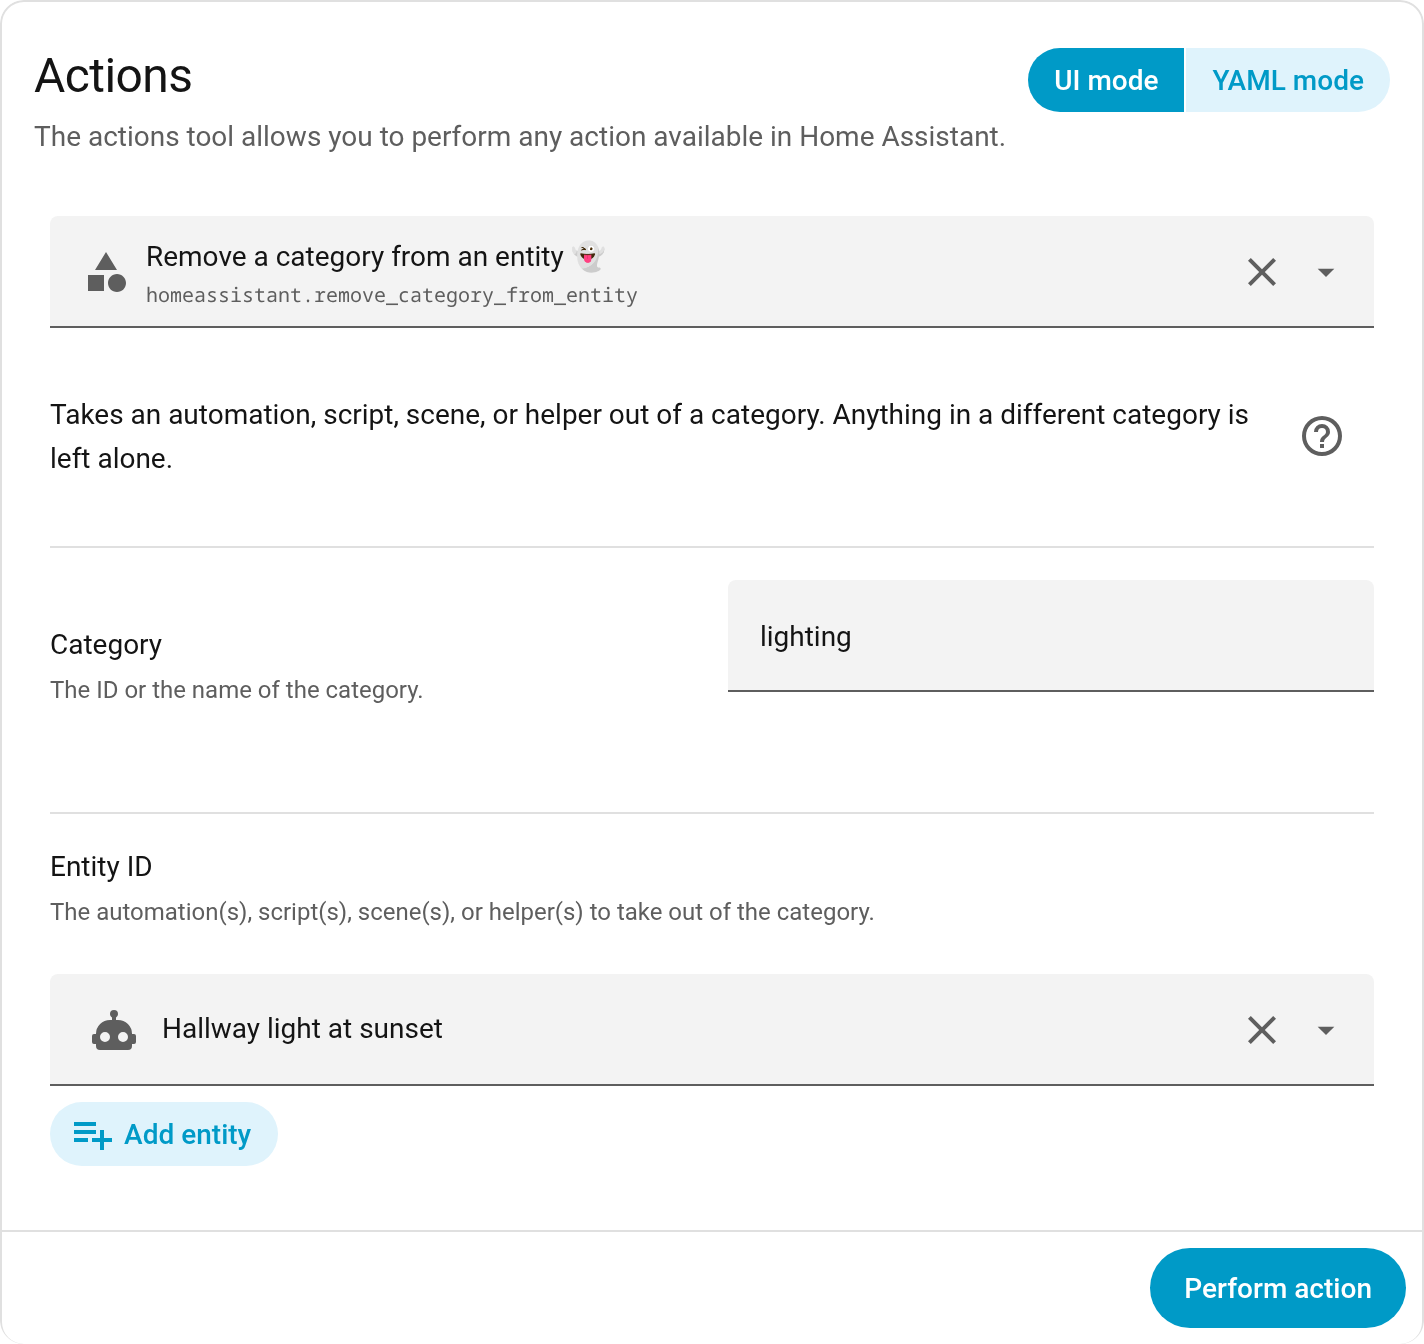 Actions
UI mode
YAML mode
The actions tool allows you to perform any action available in Home Assistant.
Remove a category from an entity 👻
homeassistant.remove_category_from_entity
Takes an automation, script, scene, or helper out of a category. Anything in a different category is
left alone.
Category
The ID or the name of the category.
lighting
Entity ID
The automation(s), script(s), scene(s), or helper(s) to take out of the category.
Hallway light at sunset
Add entity
Perform action